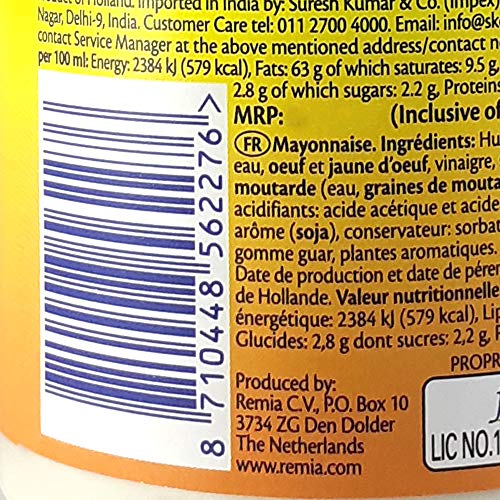 Product of Holland. Imported in India by: Suresh Kumar & Co. (Impex)
Nagar, Delhi-9, India. Customer Care tel: 011 2700 4000. Email: info@sk
contact Service Manager at the above mentioned address/contact n
per 100 ml: Energy: 2384 kJ (579 kcal), Fats: 63 g of which saturates: 9.5 g,
2.8 g of which sugars: 2.2 g, Proteins
MRP: (Inclusive o
FR Mayonnaise. Ingrédients: Hu
eau, oeuf et jaune d'oeuf, vinaigre,
moutarde (eau, graines de mouta
acidifiants: acide acétique et acide
arôme (soja), conservateur: sorba
gomme guar, plantes aromatiques.
Date de production et date de pére
de Hollande. Valeur nutritionnelle
énergétique: 2384 kJ (579 kcal), Lip
Glucides: 2,8 g dont sucres: 2,2 g, P
PROPR
Produced by:
Remia C.V., P.O. Box 10
3734 ZG Den Dolder
The Netherlands
www.remia.com
LIC NO.1
8 710448 562276 >